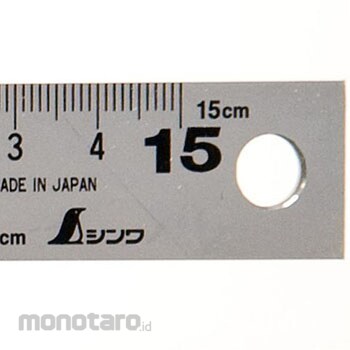 15cm
3 4 15
ADE IN JAPAN
cm シンワ
monotaro.id